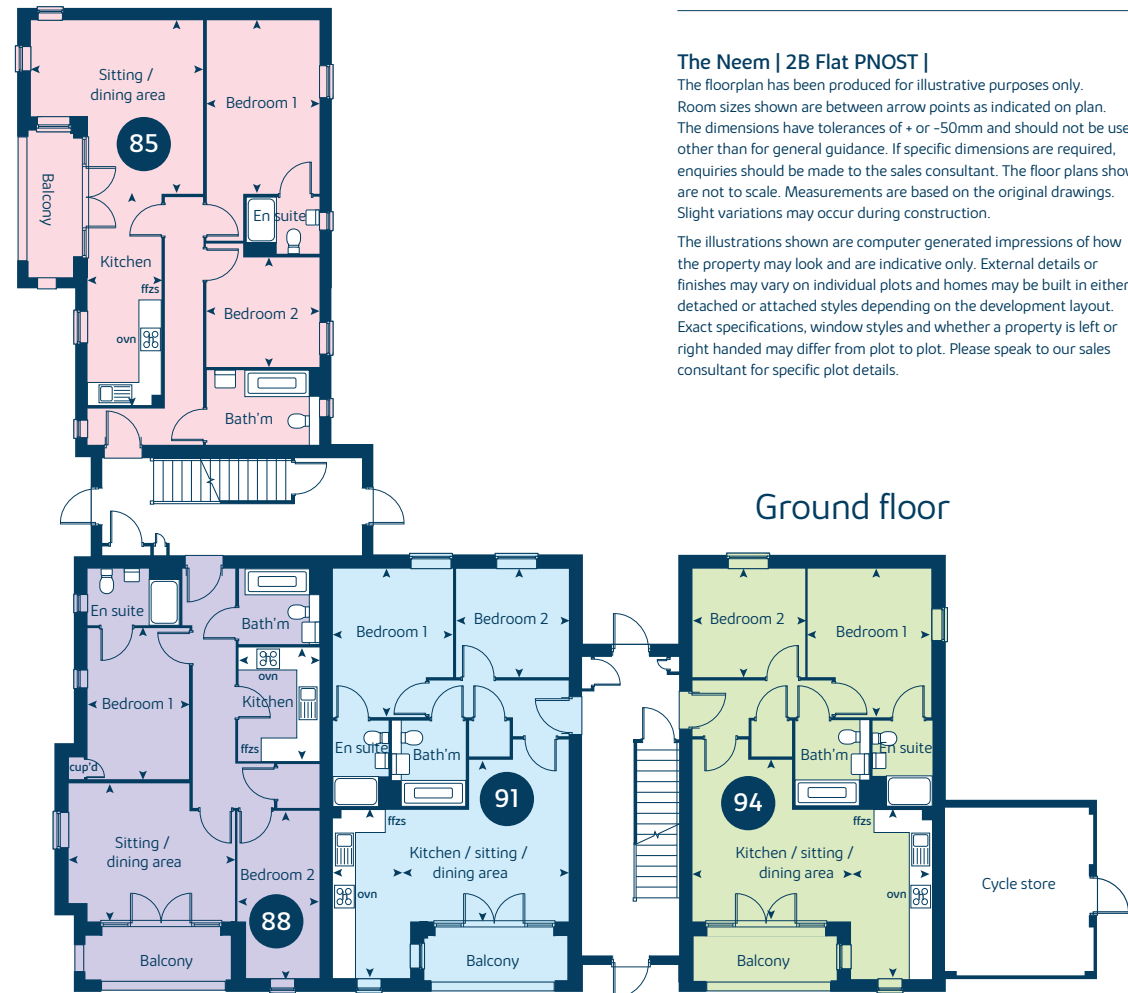 The Neem | 2B Flat PNOST |
The floorplan has been produced for illustrative purposes only.
Room sizes shown are between arrow points as indicated on plan.
The dimensions have tolerances of + or -50mm and should not be use
other than for general guidance. If specific dimensions are required,
enquiries should be made to the sales consultant. The floor plans show
are not to scale. Measurements are based on the original drawings.
Slight variations may occur during construction.
The illustrations shown are computer generated impressions of how
the property may look and are indicative only. External details or
finishes may vary on individual plots and homes may be built in either
detached or attached styles depending on the development layout.
Exact specifications, window styles and whether a property is left or
right handed may differ from plot to plot. Please speak to our sales
consultant for specific plot details.
Sitting /
dining area
Bedroom 1
85
Balcony
En suite
Kitchen
ffzs
Bedroom 2
ovn
Bath'm
Ground floor
En suite
Bath'm
ovn
Kitchen
Bedroom 1
ffzs
cup'd
Sitting /
dining area
Bedroom 2
88
Balcony
Bedroom 1
Bedroom 2
En suite
Bath'm
91
ffzs
Kitchen / sitting /
dining area
ovn
Balcony
Bedroom 2
Bedroom 1
Bath'm
En suite
94
ffzs
Kitchen / sitting /
dining area
ovn
Balcony
Cycle store